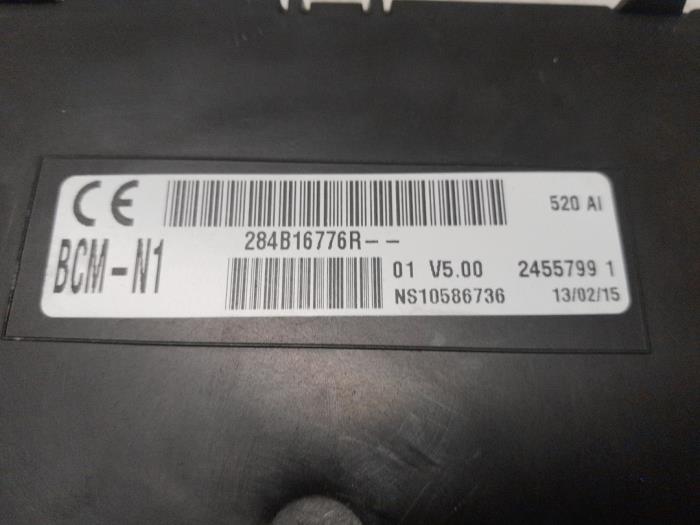 CE
520 AI
284B16776R--
BCM-N1
01 V5.00
2455799 1
NS10586736
13/02/15